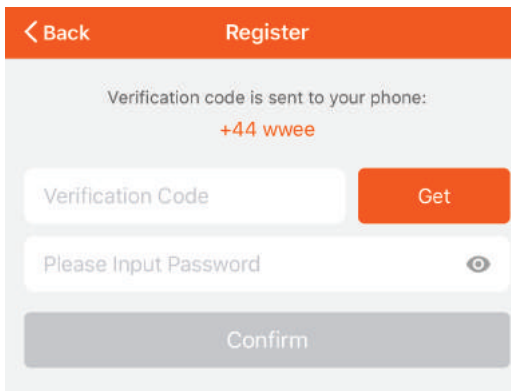 Back
Register
Verification code is sent to your phone:
+44 wwee
Verification Code
Get
Please Input Password
Confirm